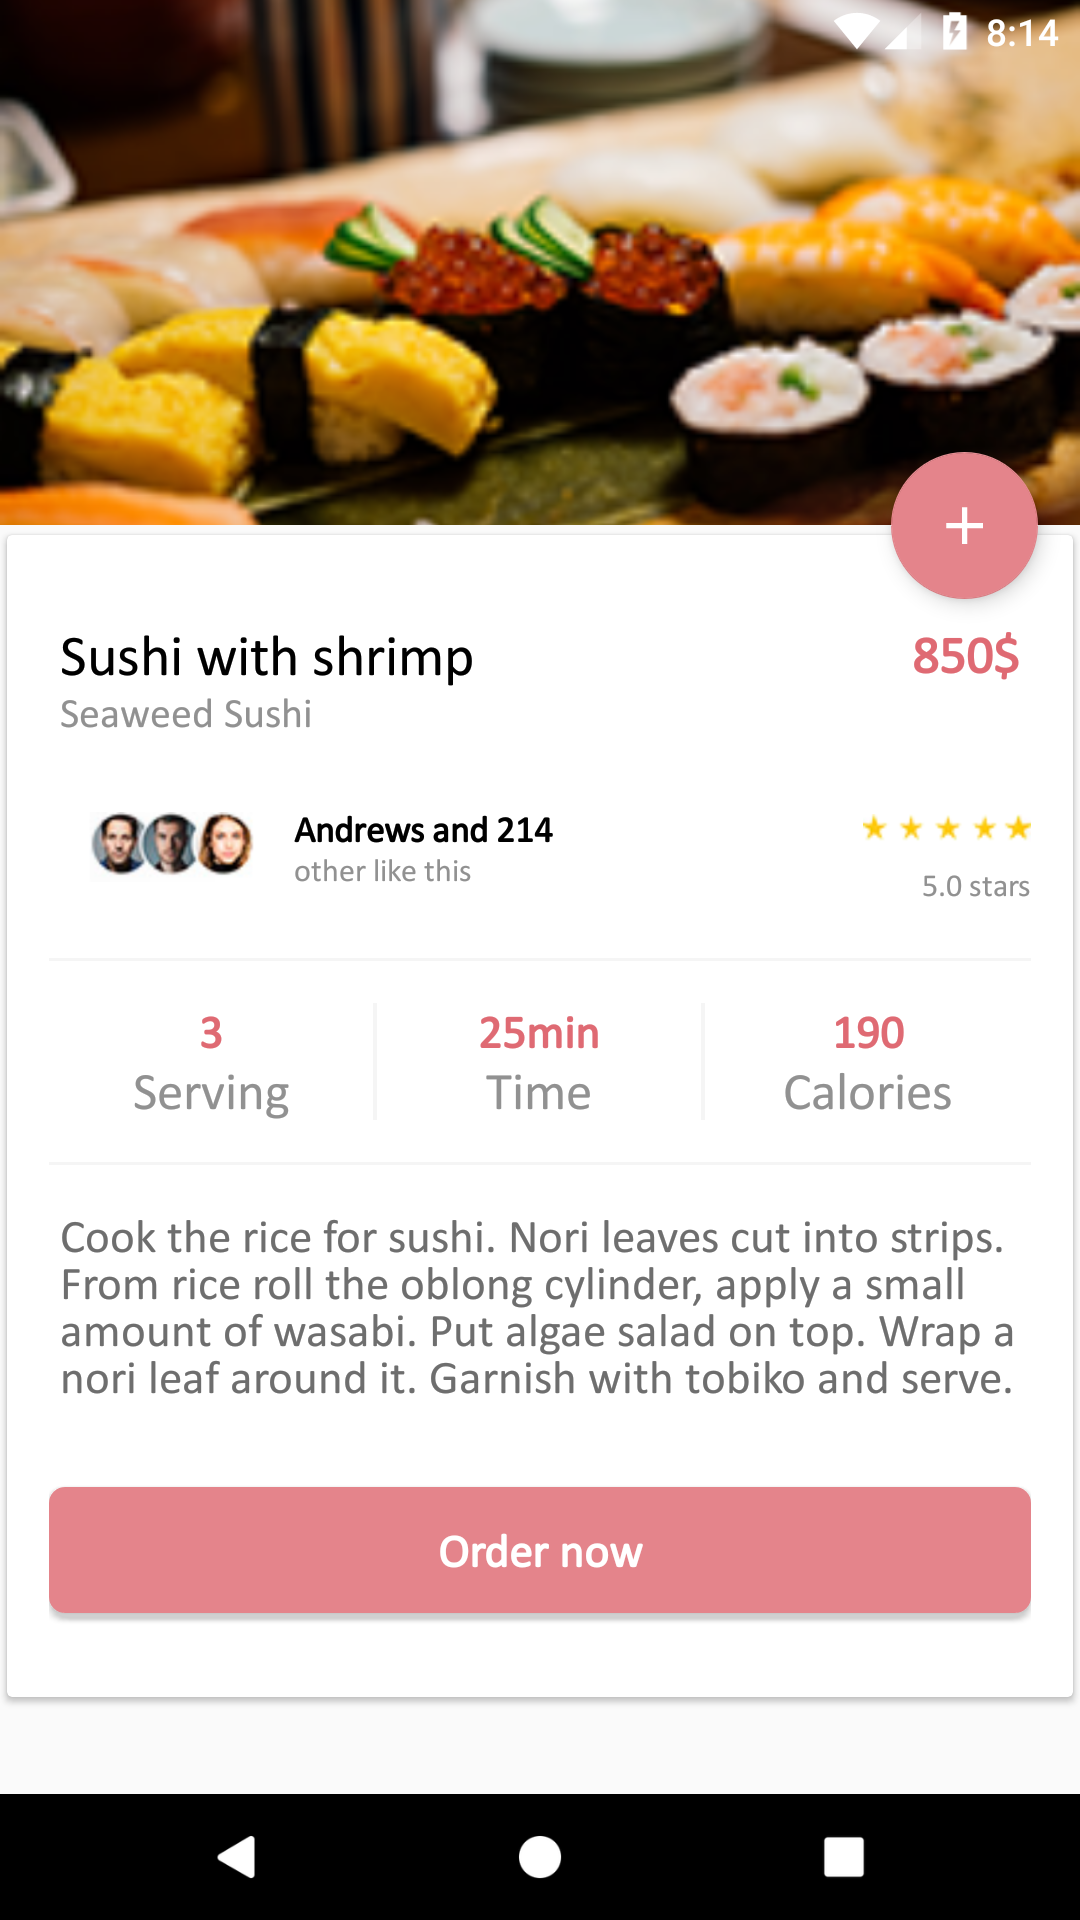 8:14
Sushi with shrimp
850$
Seaweed Sushi
Andrews and 214
other like this
5.0 stars
3
25min
190
Serving
Time
Calories
Cook the rice for sushi. Nori leaves cut into strips.
From rice roll the oblong cylinder, apply a small
amount of wasabi. Put algae salad on top. Wrap a
nori leaf around it. Garnish with tobiko and serve.
Order now